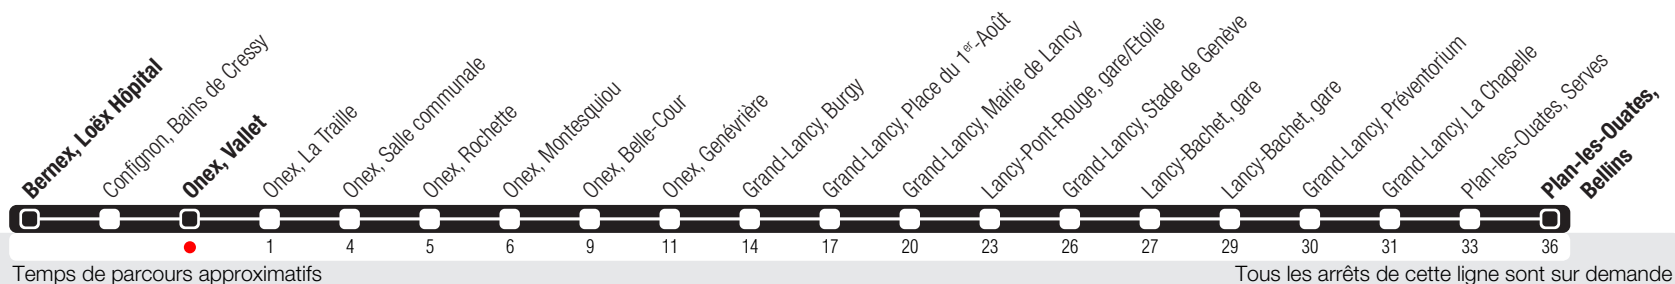 Bernex, Loëx Hôpital
Confignon, Bains de Cressy
Onex, Vallet
Onex, La Traille
Onex, Salle communale
Onex, Rochette
Onex, Montesquiou
Onex, Belle-Cour
Onex, Genévrière
Grand-Lancy, Burgy
Grand-Lancy, Place du 1er-Août
Grand-Lancy, Mairie de Lancy
Lancy-Pont-Rouge, gare/Etoile
Grand-Lancy, Stade de Genève
Lancy-Bachet, gare
Lancy-Bachet, gare
Grand-Lancy, Préventorium
Grand-Lancy, La Chapelle
Plan-les-Ouates, Serves
Plan-les-Ouates,
Bellins
1 4 5 6 9 11 14 17 20 23 26 27 29 30 31 33 36
Temps de parcours approximatifs
Tous les arrêts de cette ligne sont sur demande